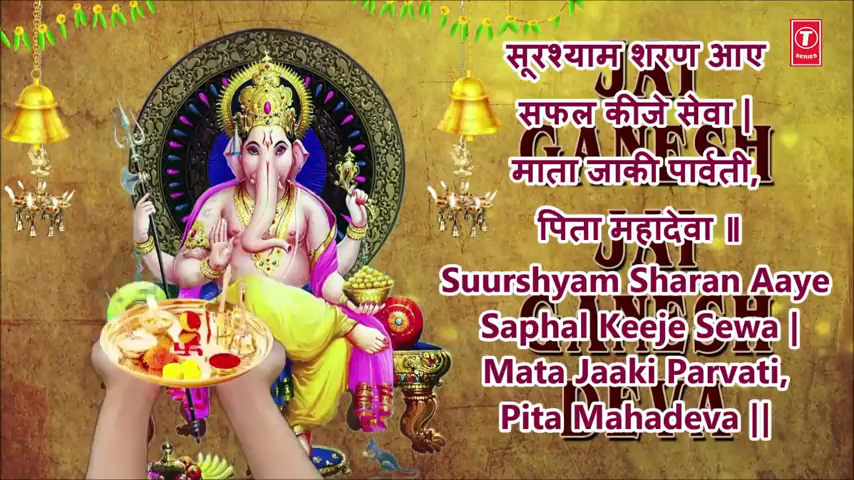 सूरश्याम शरण आए
सफल कीजे सेवा |
माता जाकी पार्वती,
पिता महादेवा ॥
Suurshyam Sharan Aaye
Saphal Keeje Sewa |
Mata Jaaki Parvati,
Pita Mahadeva ||
JAI
GANESH
JAI
GANESH
DEVA
T
SERIES